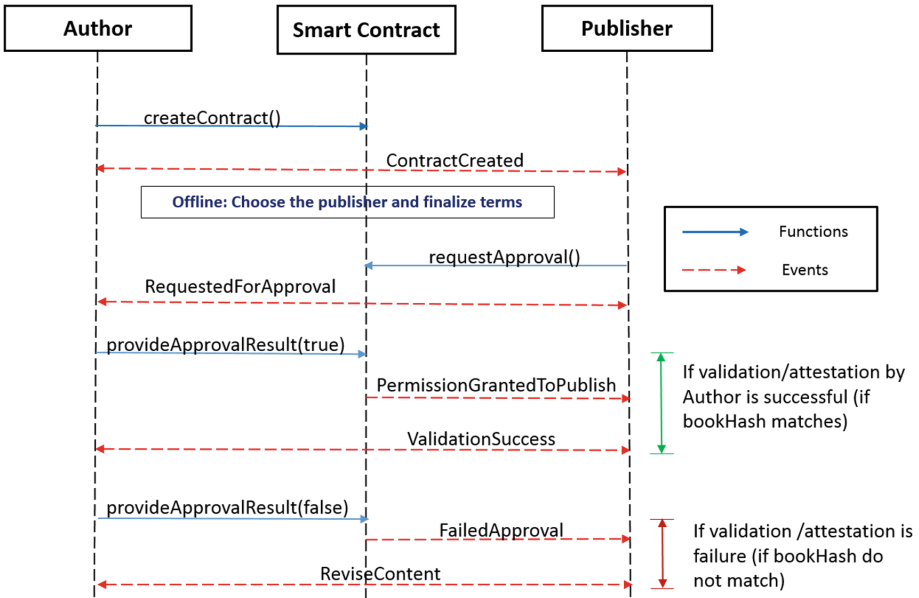 Author
Smart Contract
Publisher
createContract()
ContractCreated
Offline: Choose the publisher and finalize terms
Functions
Events
requestApproval()
RequestedForApproval
provideApprovalResult(true)
PermissionGrantedToPublish
ValidationSuccess
If validation/attestation by
Author is successful (if
bookHash matches)
provideApprovalResult(false)
FailedApproval
ReviseContent
If validation /attestation is
failure (if bookHash do
not match)